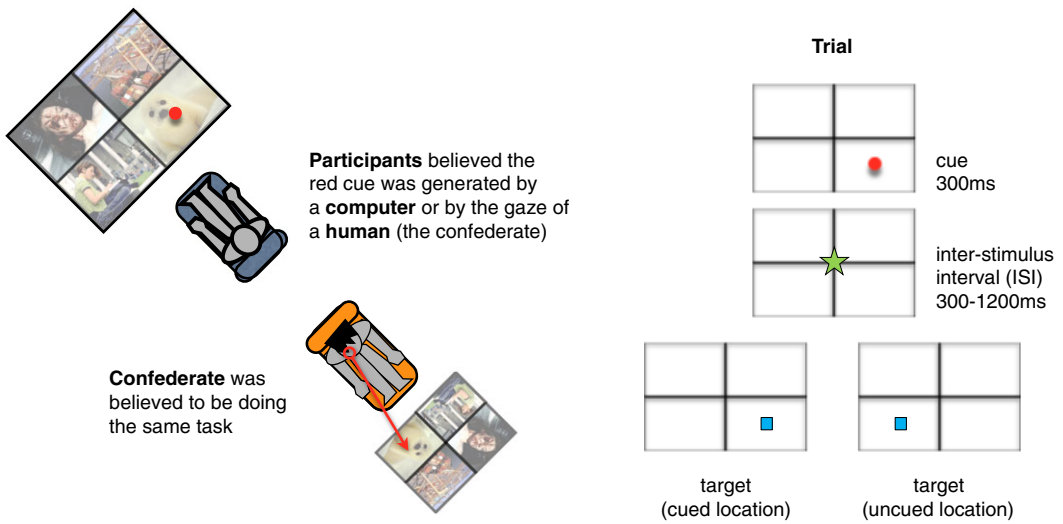 Participants believed the
red cue was generated by
a computer or by the gaze of
a human (the confederate)
Confederate was
believed to be doing
the same task
Trial
cue
300ms
inter-stimulus
interval (ISI)
300-1200ms
target
(cued location)
target
(uncued location)